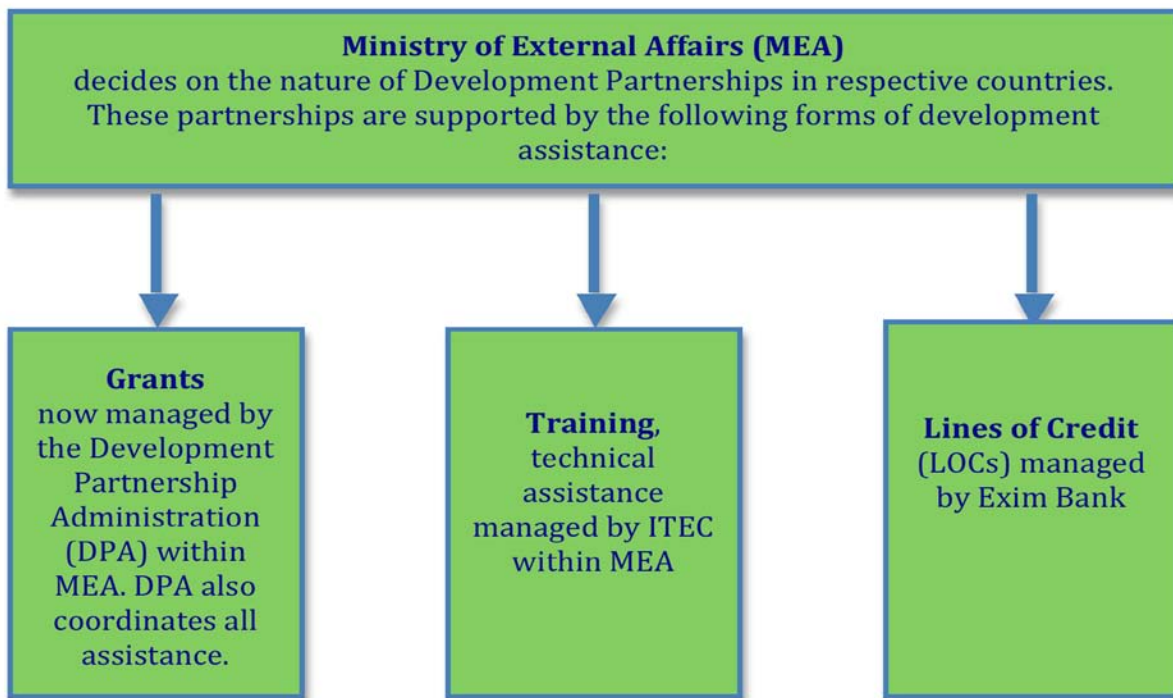 Ministry of External Affairs (MEA)
decides on the nature of Development Partnerships in respective countries.
These partnerships are supported by the following forms of development
assistance:
Grants
now managed by
the Development
Partnership
Administration
(DPA) within
MEA. DPA also
coordinates all
assistance.
Training,
technical
assistance
managed by ITEC
within MEA
Lines of Credit
(LOCs) managed
by Exim Bank